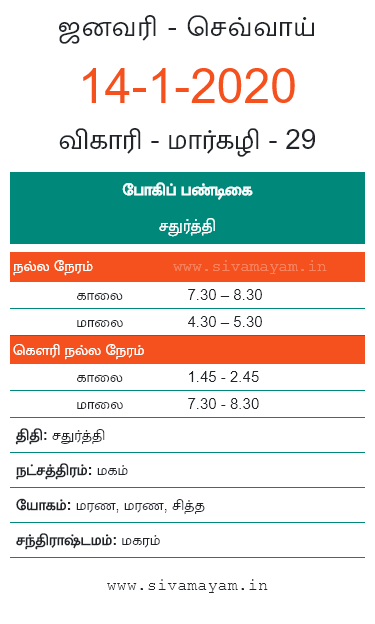 ஜனவரி - செவ்வாய்
14-1-2020
விகாரி - மார்கழி - 29
போகிப் பண்டிகை
சதுர்த்தி
நல்ல நேரம் www.sivamayam.in
காலை 7.30 – 8.30
மாலை 4.30 – 5.30
கௌரி நல்ல நேரம்
காலை 1.45 - 2.45
மாலை 7.30 - 8.30
திதி: சதுர்த்தி
நட்சத்திரம்: மகம்
யோகம்: மரண, மரண, சித்த
சந்திராஷ்டமம்: மகரம்
www.sivamayam.in